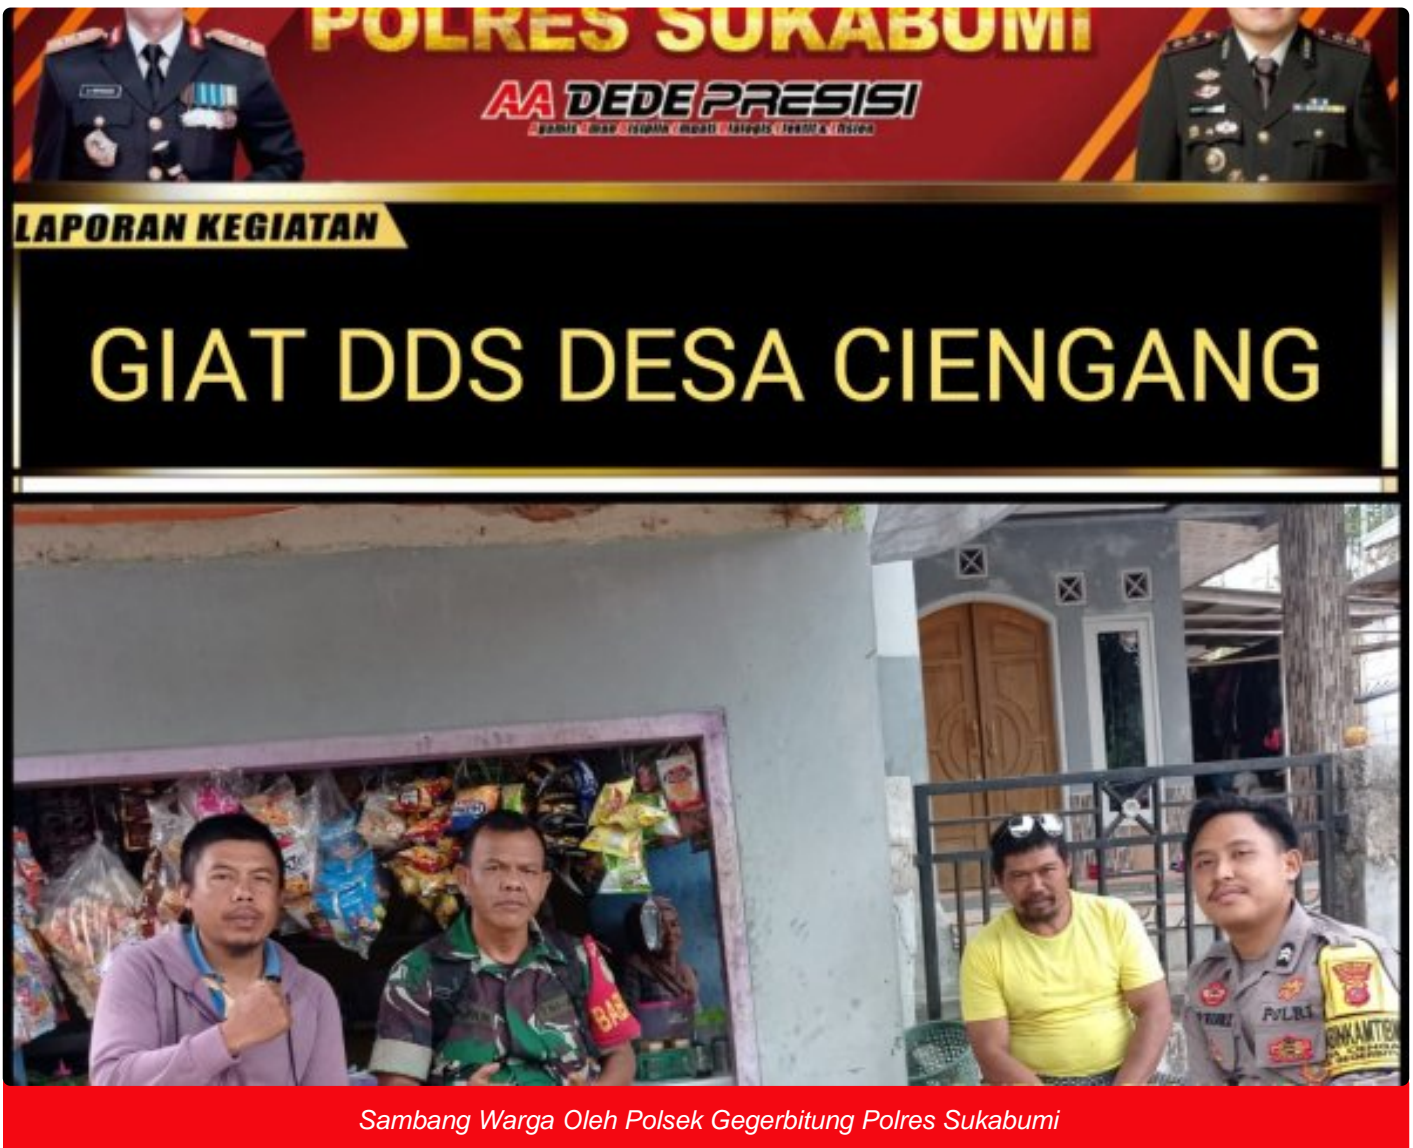 POLRES SUKABUMI
AA DEDE PRESISI
LAPORAN KEGIATAN
GIAT DDS DESA CIENGANG
POLRI
Sambang Warga Oleh Polsek Gegerbitung Polres Sukabumi